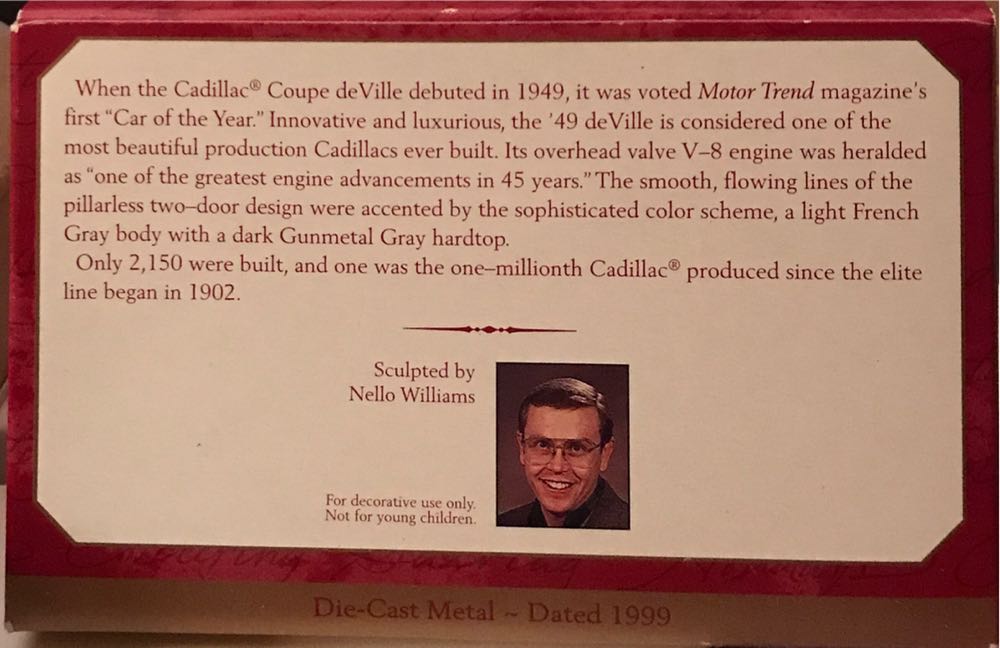 When the Cadillac® Coupe deVille debuted in 1949, it was voted Motor Trend magazine's
first "Car of the Year." Innovative and luxurious, the '49 deVille is considered one of the
most beautiful production Cadillacs ever built. Its overhead valve V–8 engine was heralded
as "one of the greatest engine advancements in 45 years." The smooth, flowing lines of the
pillarless two–door design were accented by the sophisticated color scheme, a light French
Gray body with a dark Gunmetal Gray hardtop.
Only 2,150 were built, and one was the one–millionth Cadillac® produced since the elite
line began in 1902.
Sculpted by
Nello Williams
For decorative use only.
Not for young children.
Die-Cast Metal ~ Dated 1999